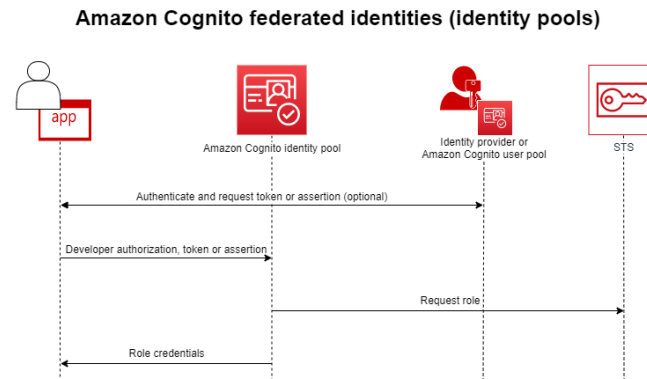 Amazon Cognito federated identities (identity pools)
app
Amazon Cognito identity pool
Identity provider or
Amazon Cognito user pool
STS
Authenticate and request token or assertion (optional)
Developer authorization, token or assertion
Request role
Role credentials